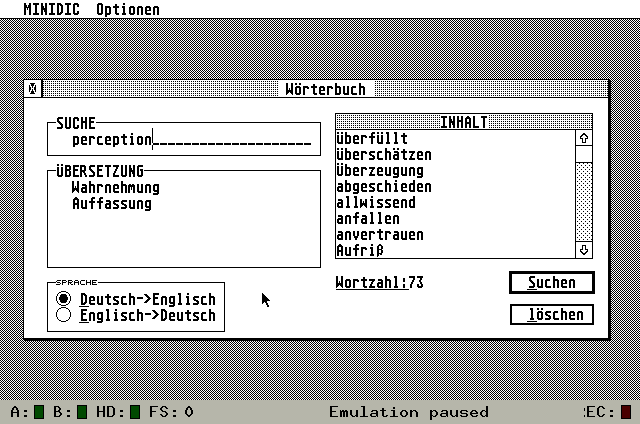 MINIDIC Optionen
Wörterbuch
SUCHE
perception
ÜBERSETZUNG
Wahrnehmung
Auffassung
SPRACHE
Deutsch->Englisch
Englisch->Deutsch
INHALT
überfüllt
überschätzen
Überzeugung
abgeschieden
allwissend
anfallen
anvertrauen
Aufriß
Wortzahl:73
Suchen
löschen
A: B: HD: FS: 0 Emulation paused :EC: